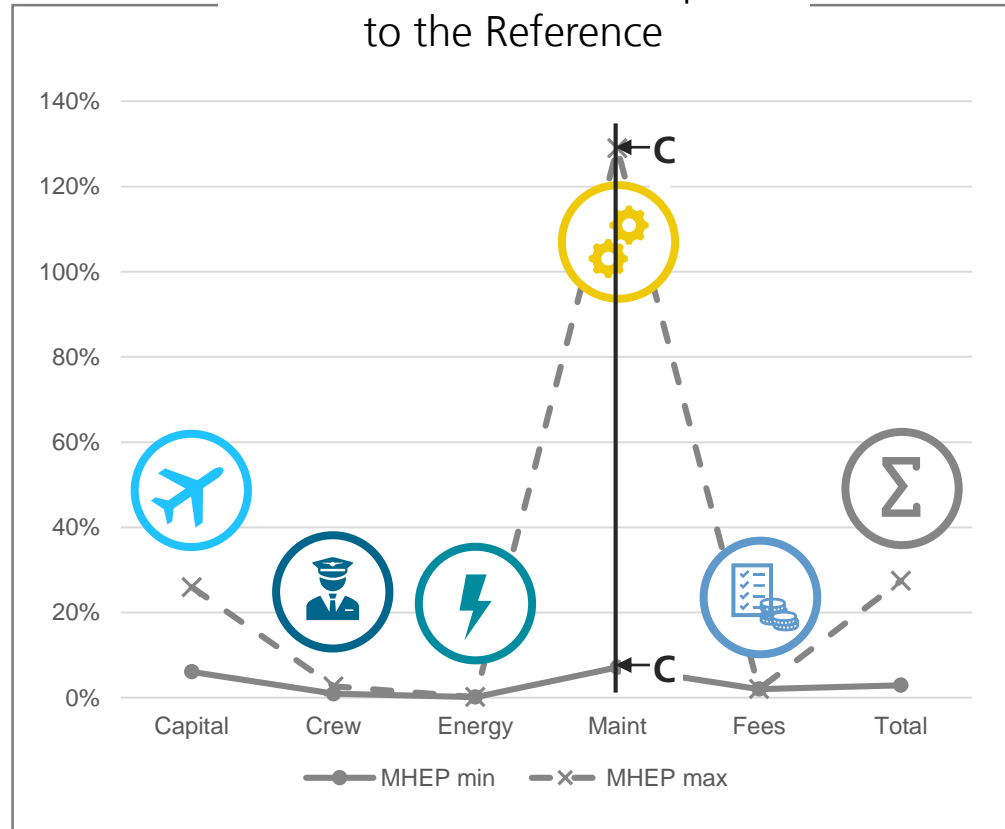 to the Reference
140%
120%
100%
80%
60%
40%
20%
0%
C
C
Σ
Capital Crew Energy Maint Fees Total
MHEP min MHEP max